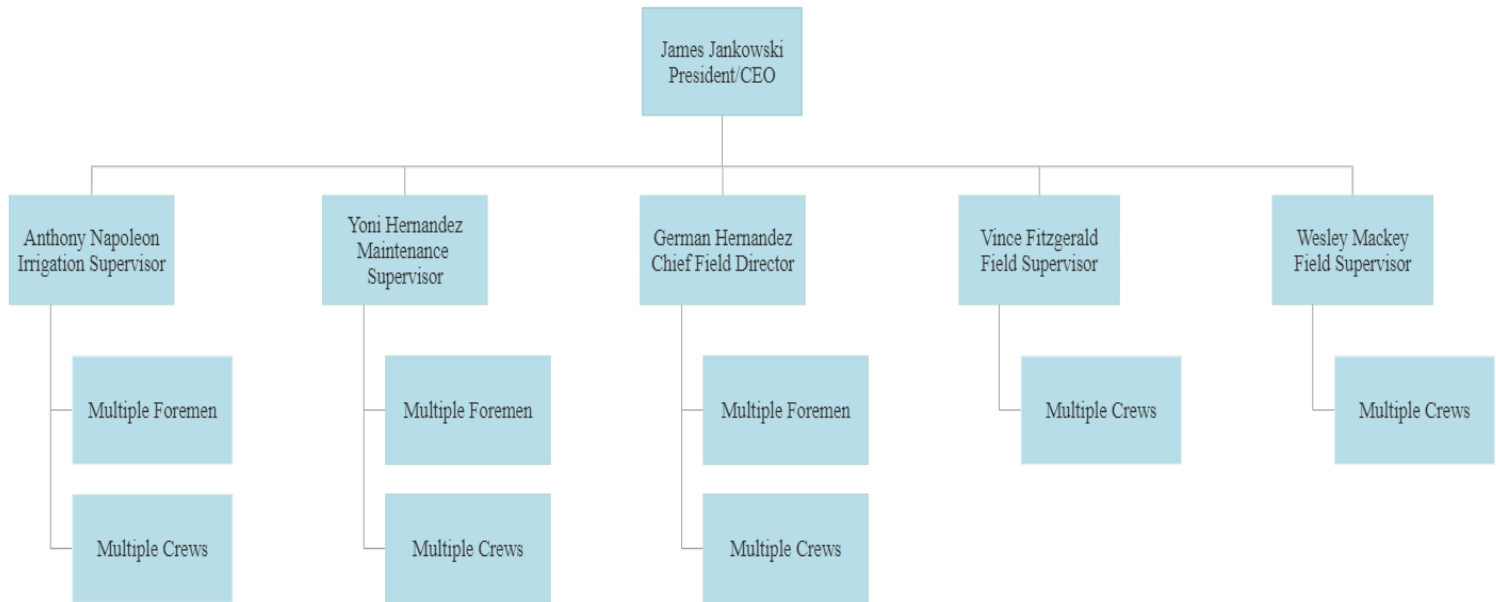 James Jankowski
President/CEO
Anthony Napoleon
Irrigation Supervisor
Yoni Hernandez
Maintenance
Supervisor
German Hernandez
Chief Field Director
Vince Fitzgerald
Field Supervisor
Wesley Mackey
Field Supervisor
Multiple Foremen
Multiple Foremen
Multiple Foremen
Multiple Crews
Multiple Crews
Multiple Crews
Multiple Crews
Multiple Crews